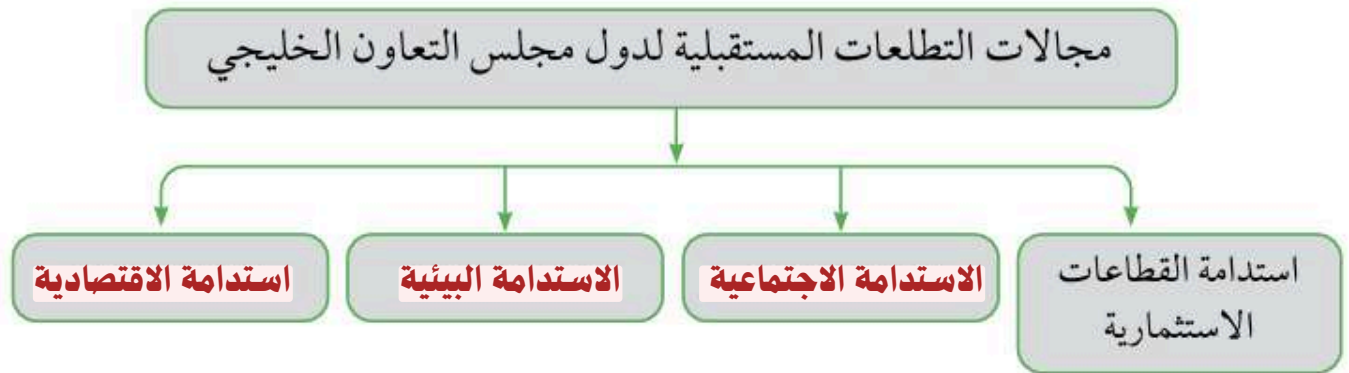 مجالات التطلعات المستقبلية لدول مجلس التعاون الخليجي
استدامة القطاعات
الاستثمارية
الاستدامة الاجتماعية
الاستدامة البيئية
استدامة الاقتصادية